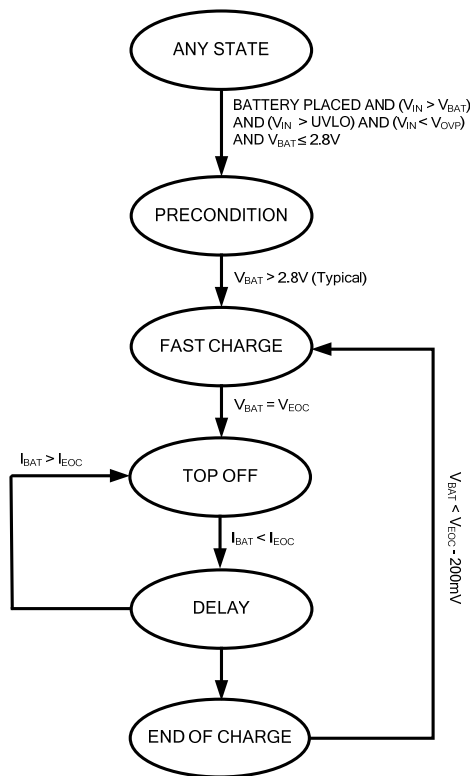 ANY STATE
BATTERY PLACED AND (VIN > VBAT)
AND (VIN > UVLO) AND (VIN < VOVP)
AND VBAT ≤ 2.8V
PRECONDITION
VBAT > 2.8V (Typical)
FAST CHARGE
VBAT = VEOC
IBAT > IEOC
TOP OFF
IBAT < IEOC
VBAT < VEOC - 200mV
DELAY
END OF CHARGE